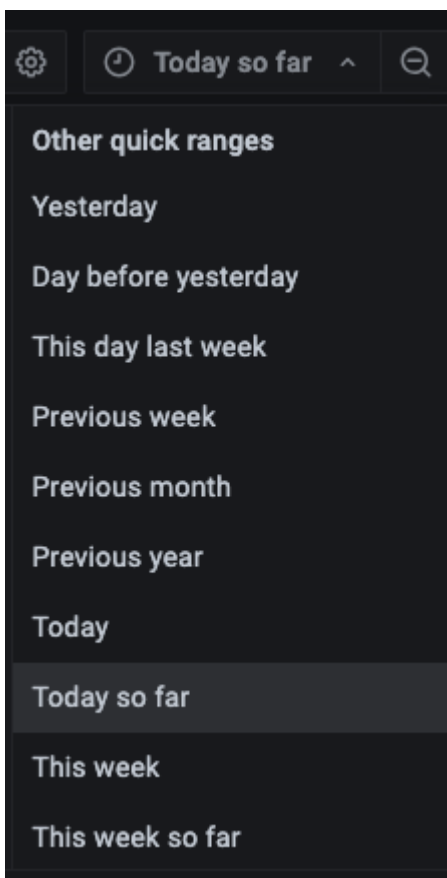 Today so far
Other quick ranges
Yesterday
Day before yesterday
This day last week
Previous week
Previous month
Previous year
Today
Today so far
This week
This week so far